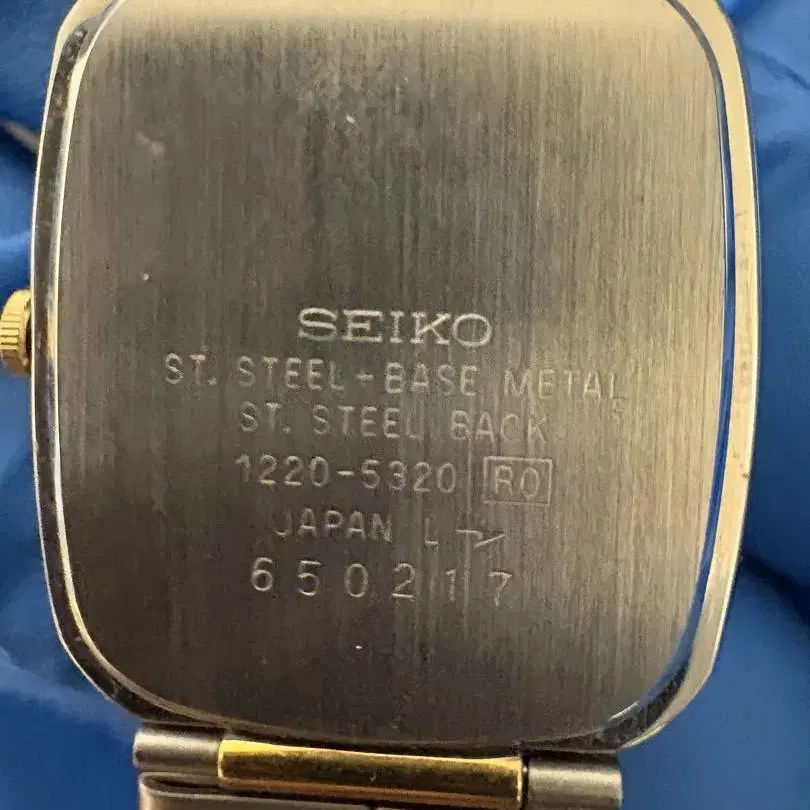 SEIKO
ST. STEEL-BASE METAL
ST. STEEL BACK
1220-5320 R0
JAPAN L
650217